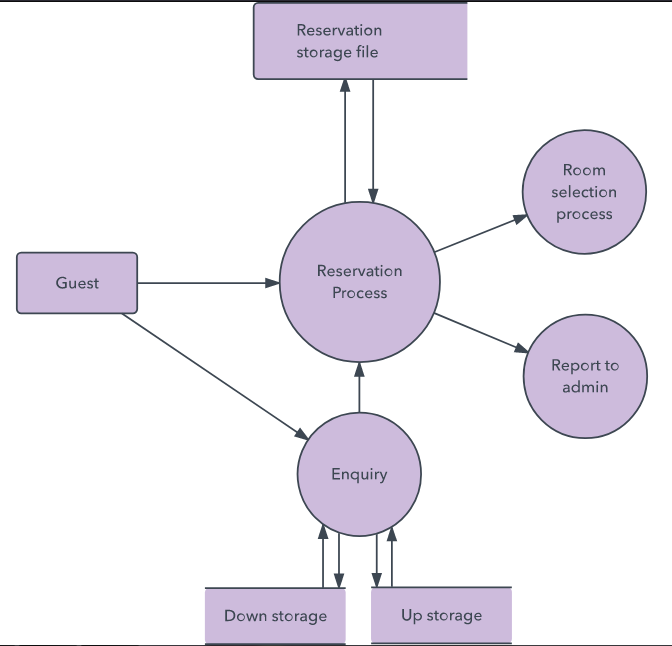 Reservation
storage file
Room
selection
process
Guest
Reservation
Process
Report to
admin
Enquiry
Down storage
Up storage